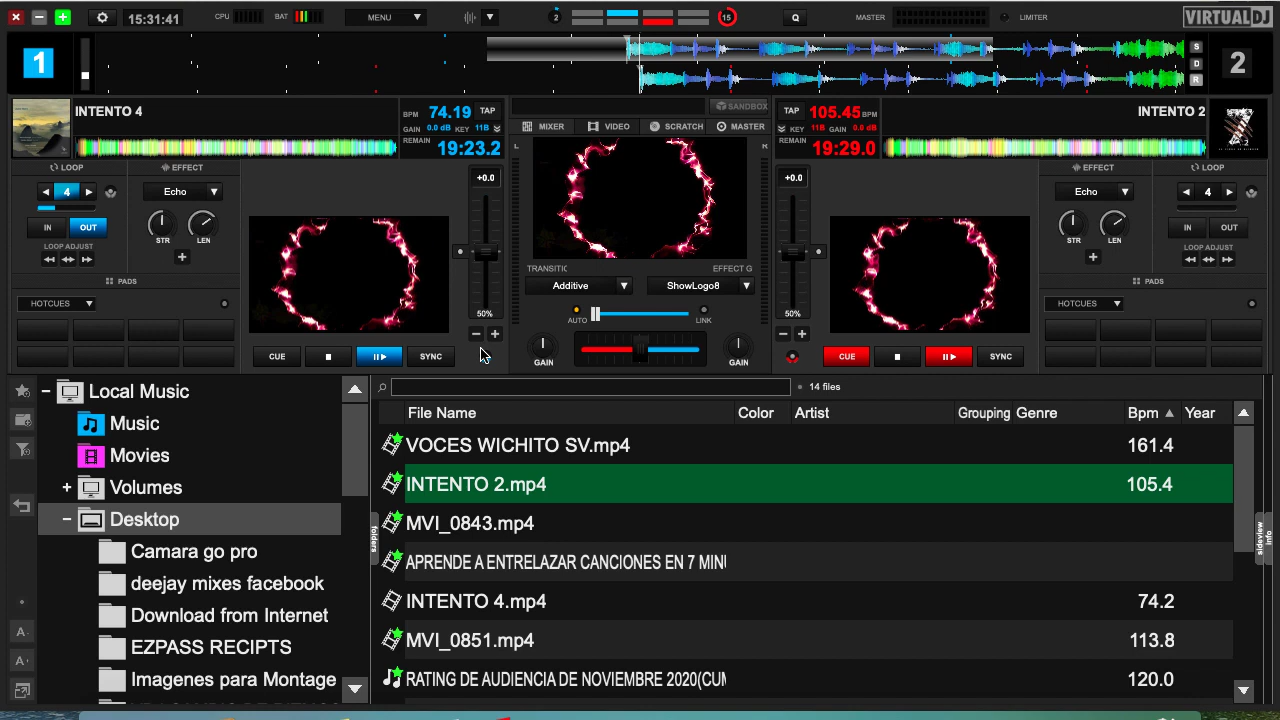 15:31:41
CPU
BAT
MENU
2
15
Q
MASTER
LIMITER
VIRTUALDJ
1
S
D
R
2
INTENTO 4
BPM 74.19 TAP
GAIN 0.0 dB KEY 11B
REMAIN 19:23.2
SANDBOX
MIXER
VIDEO
SCRATCH
MASTER
TAP 105.45 BPM
KEY 11B GAIN 0.0 dB
REMAIN 19:29.0
INTENTO 2
LOOP
EFFECT
4
Echo
STR
LEN
IN
OUT
LOOP ADJUST
PADS
HOTCUES
CUE
SYNC
+0.0
50%
L
TRANSITIC
EFFECT G
Additive
ShowLogo8
AUTO
LINK
GAIN
GAIN
+0.0
50%
EFFECT
LOOP
Echo
4
STR
LEN
IN
OUT
LOOP ADJUST
PADS
HOTCUES
CUE
SYNC
Local Music
Music
Movies
Volumes
Desktop
Camara go pro
deejay mixes facebook
Download from Internet
EZPASS RECIPTS
Imagenes para Montage
folders
14 files
File Name Color Artist Grouping Genre Bpm Year
VOCES WICHITO SV.mp4 161.4
INTENTO 2.mp4 105.4
MVI_0843.mp4
APRENDE A ENTRELAZAR CANCIONES EN 7 MINU
INTENTO 4.mp4 74.2
MVI_0851.mp4 113.8
RATING DE AUDIENCIA DE NOVIEMBRE 2020(CUM 120.0
sideview
info